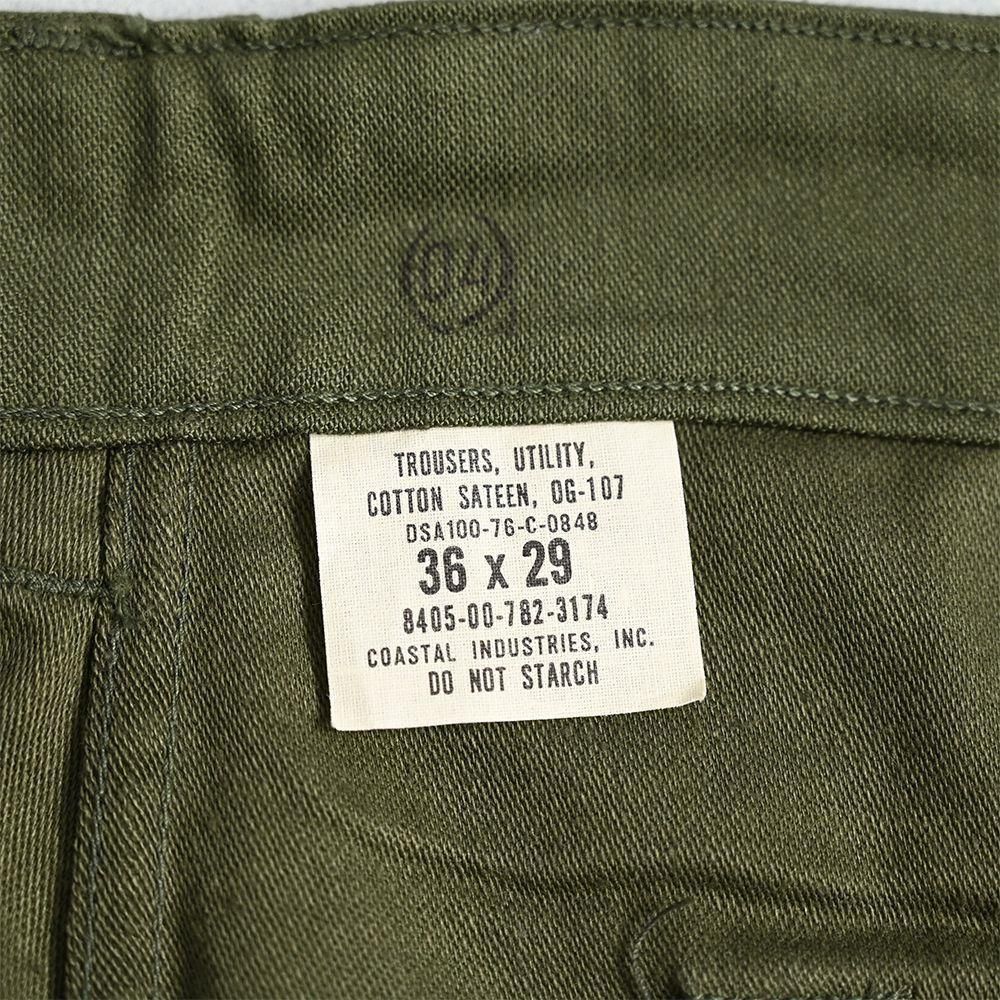 04
TROUSERS, UTILITY,
COTTON SATEEN, OG-107
DSA100-76-C-0848
36 x 29
8405-00-782-3174
COASTAL INDUSTRIES, INC.
DO NOT STARCH